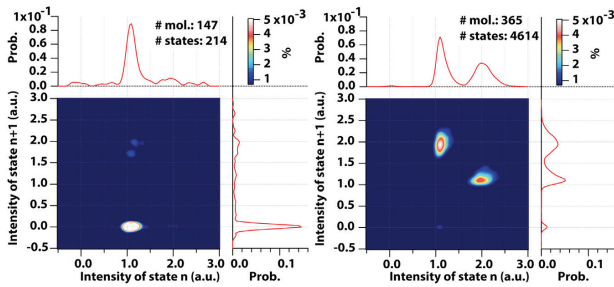 1x10⁻¹
0.8
0.6
0.4
0.2
0.0
Prob.
# mol.: 147
# states: 214
5 x10⁻³
4
3
2
1
%
3.0
2.5
2.0
1.5
1.0
0.5
0.0
-0.5
Intensity of state n+1 (a.u.)
0.0 1.0 2.0 3.0
Intensity of state n (a.u.)
0.0 0.1
Prob.
1x10⁻¹
0.8
0.6
0.4
0.2
0.0
Prob.
# mol.: 365
# states: 4614
5 x10⁻³
4
3
2
1
%
3.0
2.5
2.0
1.5
1.0
0.5
0.0
-0.5
Intensity of state n+1 (a.u.)
0.0 1.0 2.0 3.0
Intensity of state n (a.u.)
0.0 0.1
Prob.